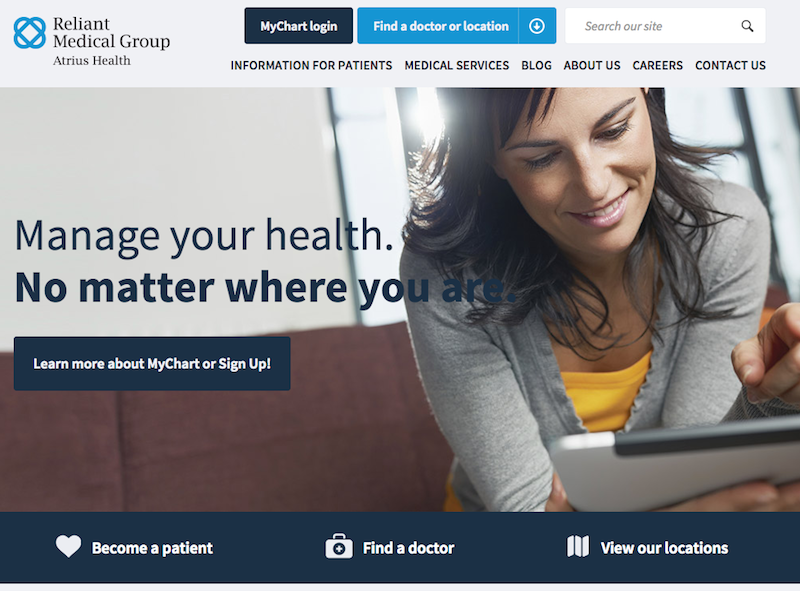 Reliant
Medical Group
Atrius Health
MyChart login
Find a doctor or location
Search our site
INFORMATION FOR PATIENTS
MEDICAL SERVICES
BLOG
ABOUT US
CAREERS
CONTACT US
Manage your health.
No matter where you are.
Learn more about MyChart or Sign Up!
Become a patient
Find a doctor
View our locations